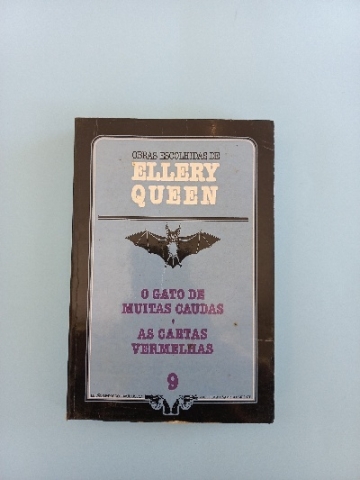 OBRAS ESCOLHIDAS DE
ELLERY
QUEEN
O GATO DE
MUITAS CAUDAS
•
AS CARTAS
VERMELHAS
9